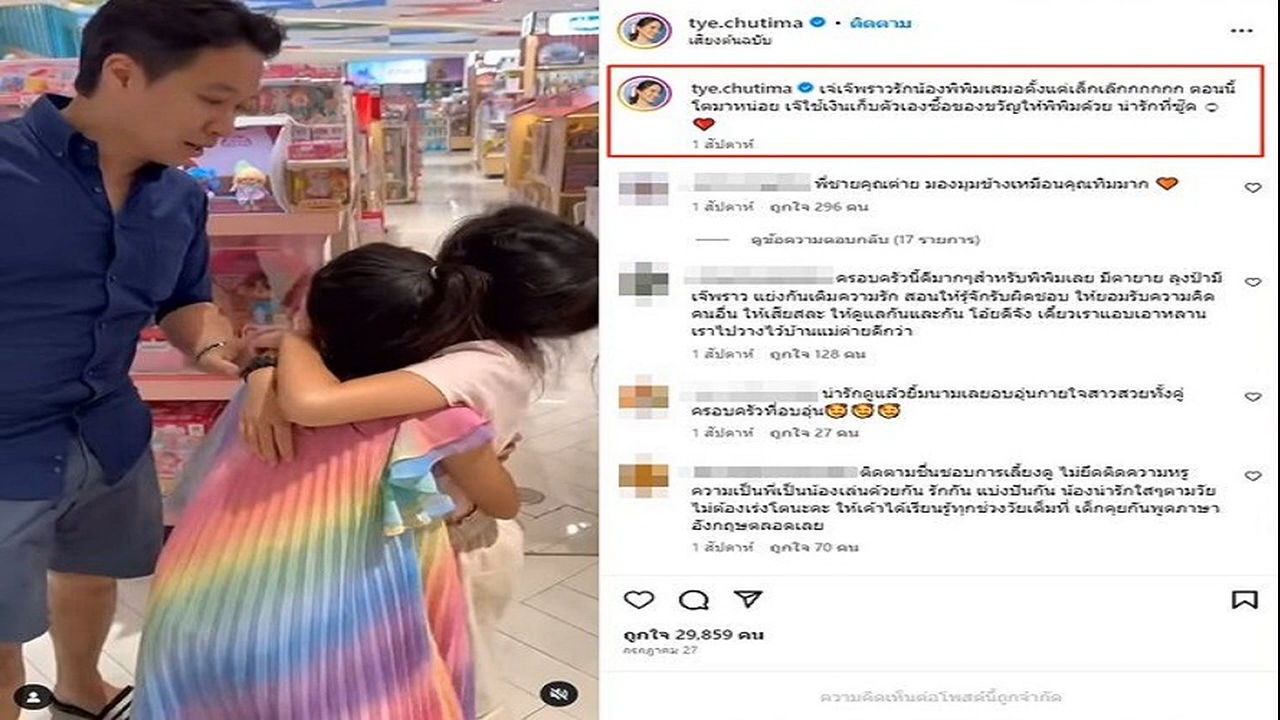 tye.chutima • ติดตาม
เสียงต้นฉบับ
tye.chutima เจ่เจ้พราวรักน้องพิพิมเสมอตั้งแต่เล็กเล๊กกกกกก ตอนนี้
โตมาหน่อย เจ้ใช้เงินเก็บตัวเองซื้อของขวัญให้พิพิมด้วย น่ารักที่ซู๊ด
❤️
1 สัปดาห์
พี่ชายคุณต่าย มองมุมข้างเหมือนคุณทิมมาก 🧡
1 สัปดาห์ ถูกใจ 296 คน
ดูข้อความตอบกลับ (17 รายการ)
ครอบครัวนี้ดีมากๆสำหรับพิพิมเลย มีตายาย ลุงป้ามี
เจ้พราว แย่งกันเติมความรัก สอนให้รู้จักรับผิดชอบ ให้ยอมรับความคิด
คนอื่น ให้เสียสละ ให้ดูแลกันและกัน โอ้ยดีจัง เดี๋ยวเราแอบเอาหลาน
เราไปวางไว้บ้านแม่ต่ายดีกว่า
1 สัปดาห์ ถูกใจ 128 คน
น่ารักดูแล้วยิ้มนามเลยอบอุ่นกายใจสาวสวยทั้งคู่
ครอบครัวที่อบอุ่น🥰🥰🥰
1 สัปดาห์ ถูกใจ 27 คน
ติดตามชื่นชอบการเลี้ยงดู ไม่ยึดติดความหรู
ความเป็นพี่เป็นน้องเล่นด้วยกัน รักกัน แบ่งปันกัน น้องน่ารักใสๆตามวัย
ไม่ต้องเร่งโตนะคะ ให้เค้าได้เรียนรู้ทุกช่วงวัยเต็มที่ เด็กคุยกันพูดภาษา
อังกฤษตลอดเลย
1 สัปดาห์ ถูกใจ 70 คน
ถูกใจ 29,859 คน
กรกฎาคม 27
ความคิดเห็นต่อโพสต์นี้ถูกจำกัด